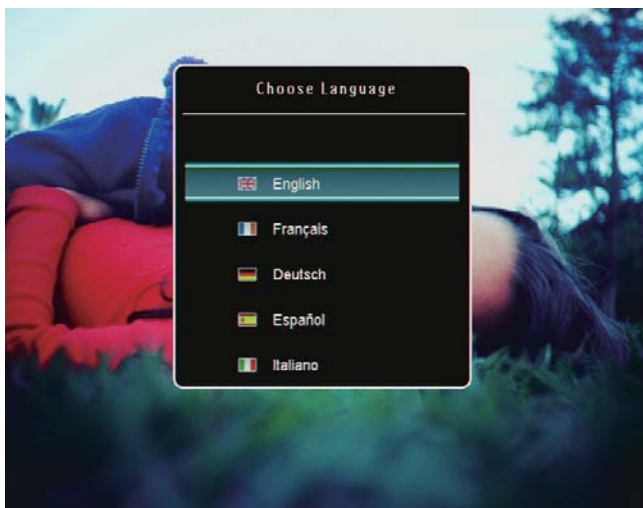 Choose Language
English
Français
Deutsch
Español
Italiano